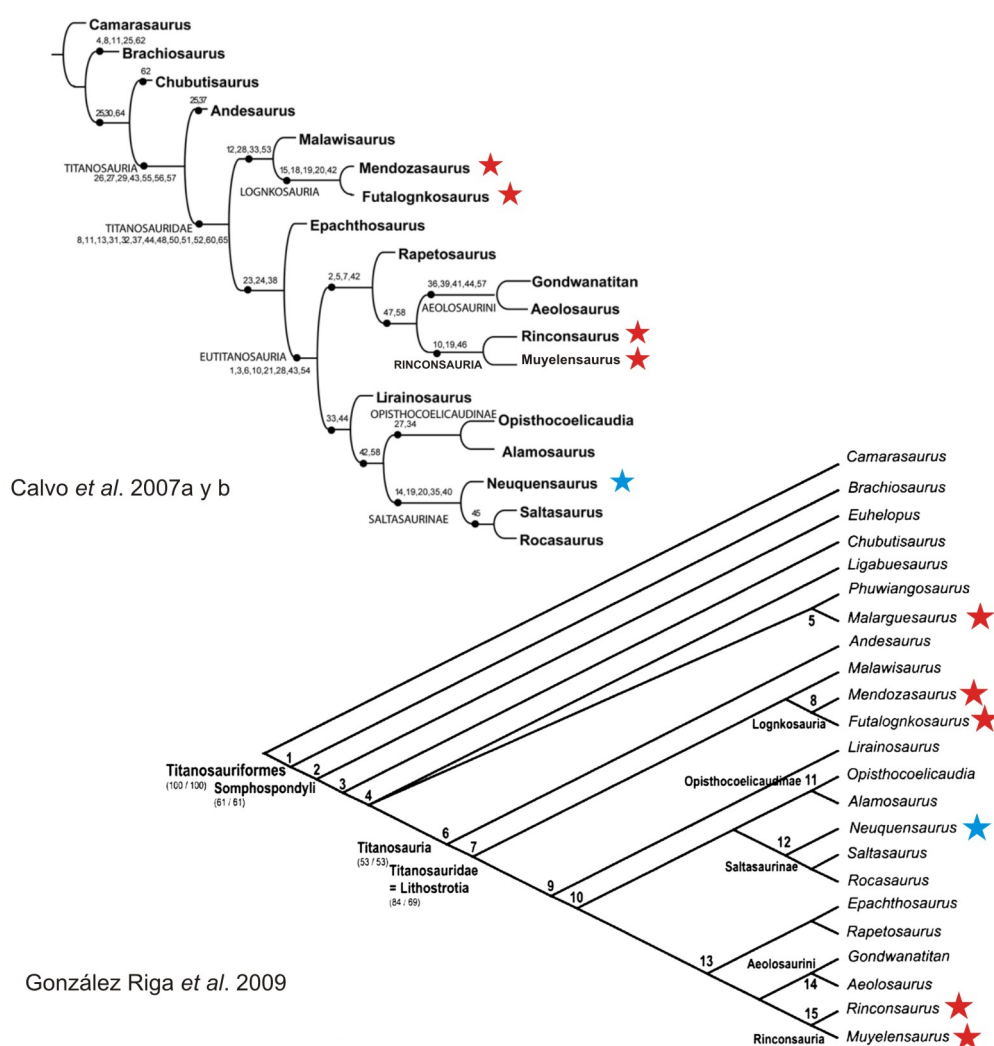 Camarasaurus
4,8,11,25,62
Brachiosaurus
62
Chubutisaurus
25,37
Andesaurus
25,30,64
12,28,33,53
Malawisaurus
15,18,19,20,42
Mendozasaurus
TITANOSAURIA
26,27,29,43,55,56,57
LOGNKOSAURIA
Futalognkosaurus
TITANOSAURIDAE
8,11,13,31,32,37,44,48,50,51,52,60,65
Epachthosaurus
Rapetosaurus
23,24,38
2,5,7,42
36,39,41,44,57
Gondwanatitan
AEOLOSAURINI
Aeolosaurus
47,58
Rinconsaurus
10,19,46
EUTITANOSAURIA
1,3,6,10,21,28,43,54
RINCONSAURIA
Muyelensaurus
Lirainosaurus
OPISTHOCOELICAUDINAE
33,44
27,34
Opisthocoelicaudia
42,58
Alamosaurus
Neuquensaurus
14,19,20,35,40
45
Saltasaurus
SALTASAURINAE
Rocasaurus
Calvo et al. 2007a y b
Camarasaurus
Brachiosaurus
Euhelopus
Chubutisaurus
Ligabuesaurus
Phuwiangosaurus
5
Malarguesaurus
Andesaurus
Malawisaurus
8
Mendozasaurus
Lognkosauria
Futalognkosaurus
Lirainosaurus
1
Titanosauriformes
(100 / 100)
2
Somphospondyli
(61 / 61)
3
4
Opisthocoelicaudinae
11
Opisthocoelicaudia
Alamosaurus
6
Titanosauria
(53 / 53)
7
Titanosauridae
= Lithostrotia
(84 / 69)
12
Neuquensaurus
Saltasaurinae
Saltasaurus
Rocasaurus
9
10
Epachthosaurus
Rapetosaurus
13
Aeolosaurini
Gondwanatitan
14
Aeolosaurus
15
Rinconsaurus
Rinconsauria
Muyelensaurus
González Riga et al. 2009